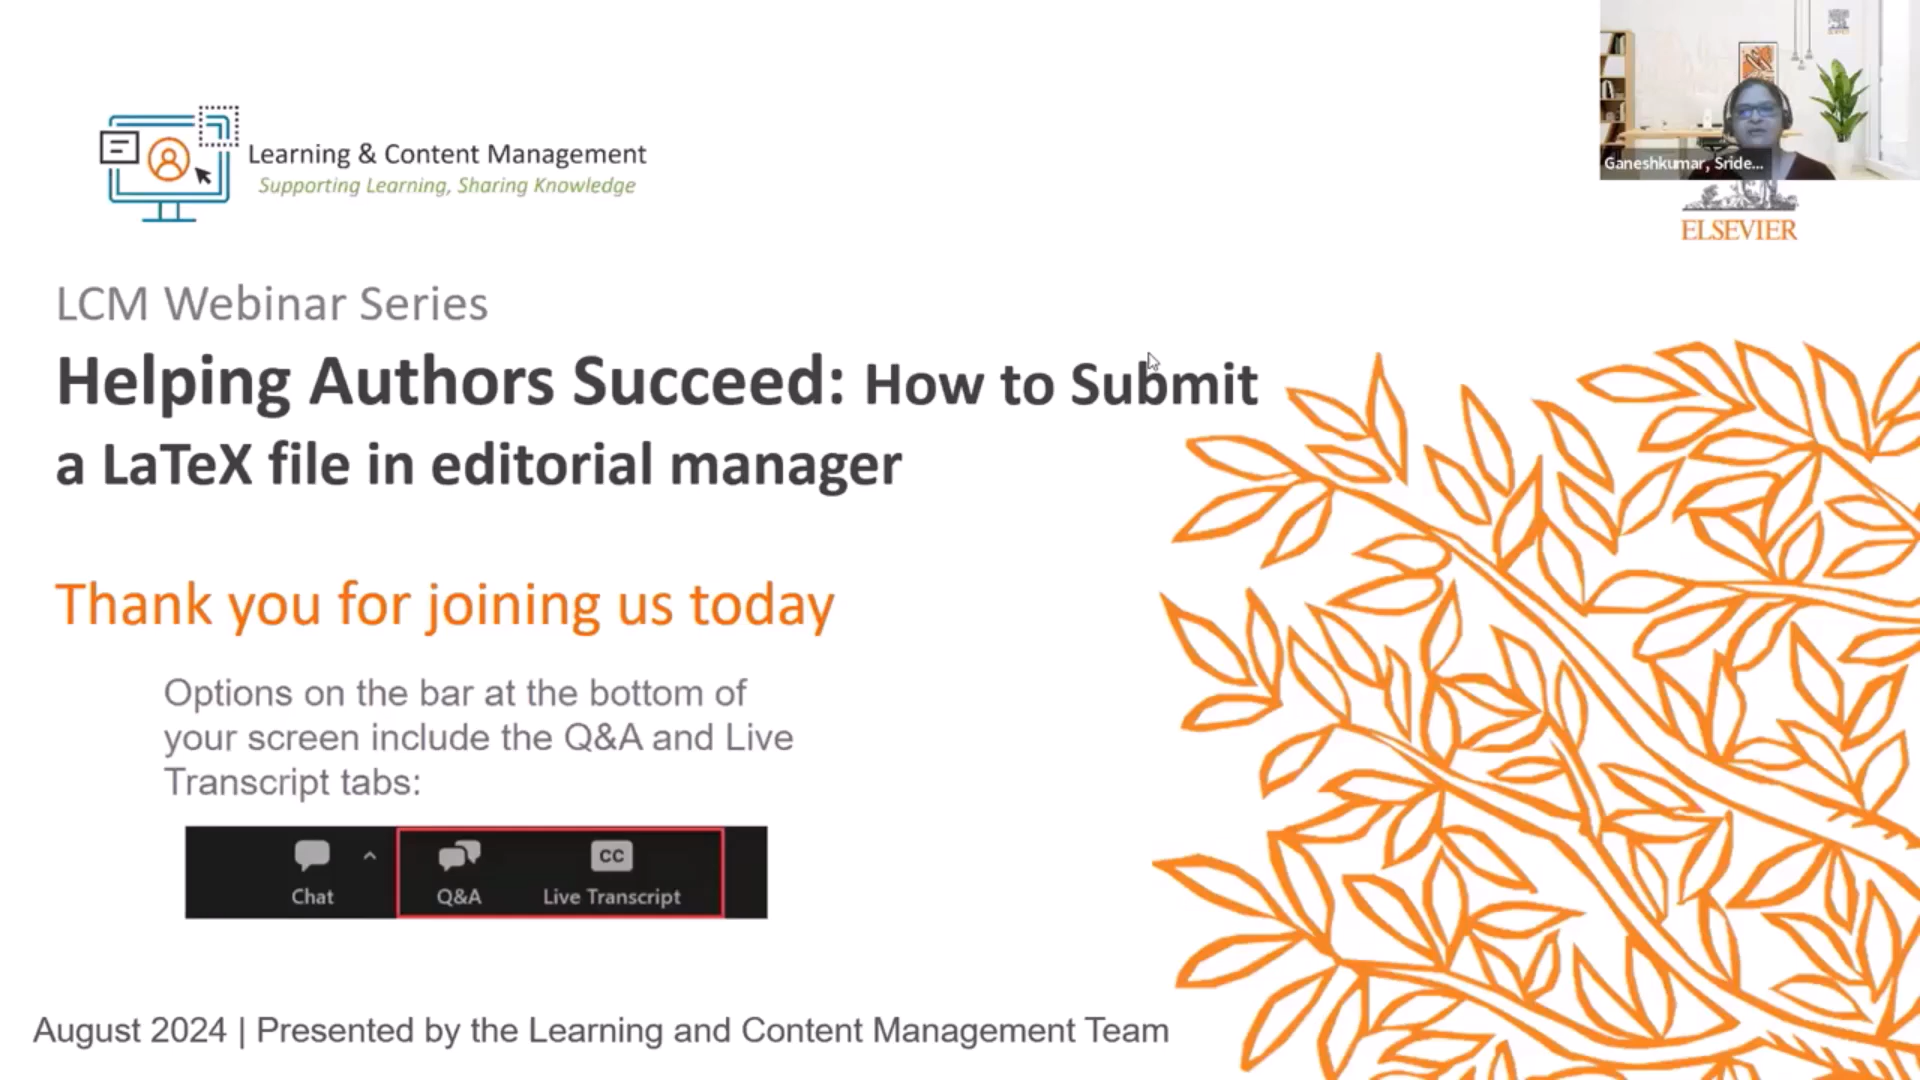 Learning & Content Management
Supporting Learning, Sharing Knowledge
Ganeshkumar, Sride...
ELSEVIER
LCM Webinar Series
Helping Authors Succeed: How to Submit
a LaTeX file in editorial manager
Thank you for joining us today
Options on the bar at the bottom of
your screen include the Q&A and Live
Transcript tabs:
Chat
Q&A
CC
Live Transcript
August 2024 | Presented by the Learning and Content Management Team